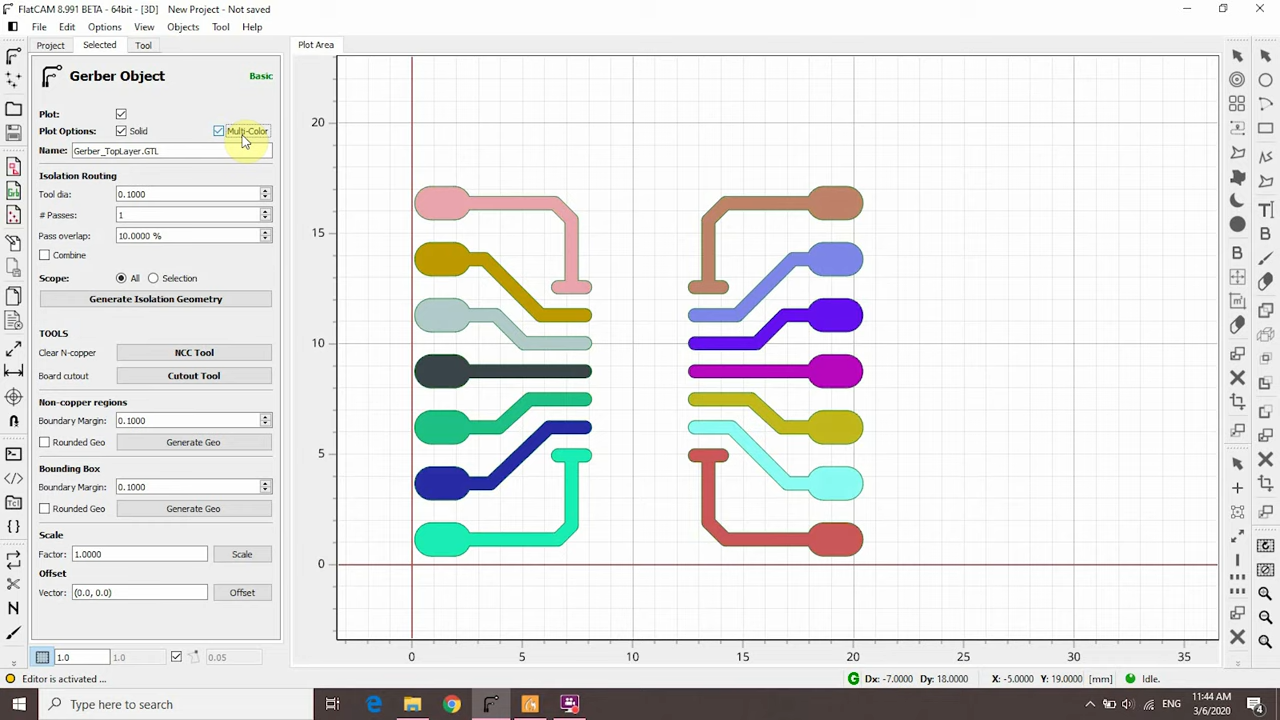 FlatCAM 8.991 BETA - 64bit - [3D] New Project - Not saved
File Edit Options View Objects Tool Help
Project Selected Tool Plot Area
Gerber Object Basic
Plot:
Plot Options: Solid Multi-Color
Name: Gerber_TopLayer.GTL
Isolation Routing
Tool dia: 0.1000
# Passes: 1
Pass overlap: 10.0000 %
Combine
Scope: All Selection
Generate Isolation Geometry
TOOLS
Clear N-copper NCC Tool
Board cutout Cutout Tool
Non-copper regions
Boundary Margin: 0.1000
Rounded Geo Generate Geo
Bounding Box
Boundary Margin: 0.1000
Rounded Geo Generate Geo
Scale
Factor: 1.0000 Scale
Offset
Vector: (0.0, 0.0) Offset
20
15
10
5
0
0 5 10 15 20 25 30 35
1.0 1.0 0.05
Editor is activated ... G Dx: -7.0000 Dy: 18.0000 X: -5.0000 Y: 19.0000 [mm] Idle.
Type here to search ENG 11:44 AM
3/6/2020 4